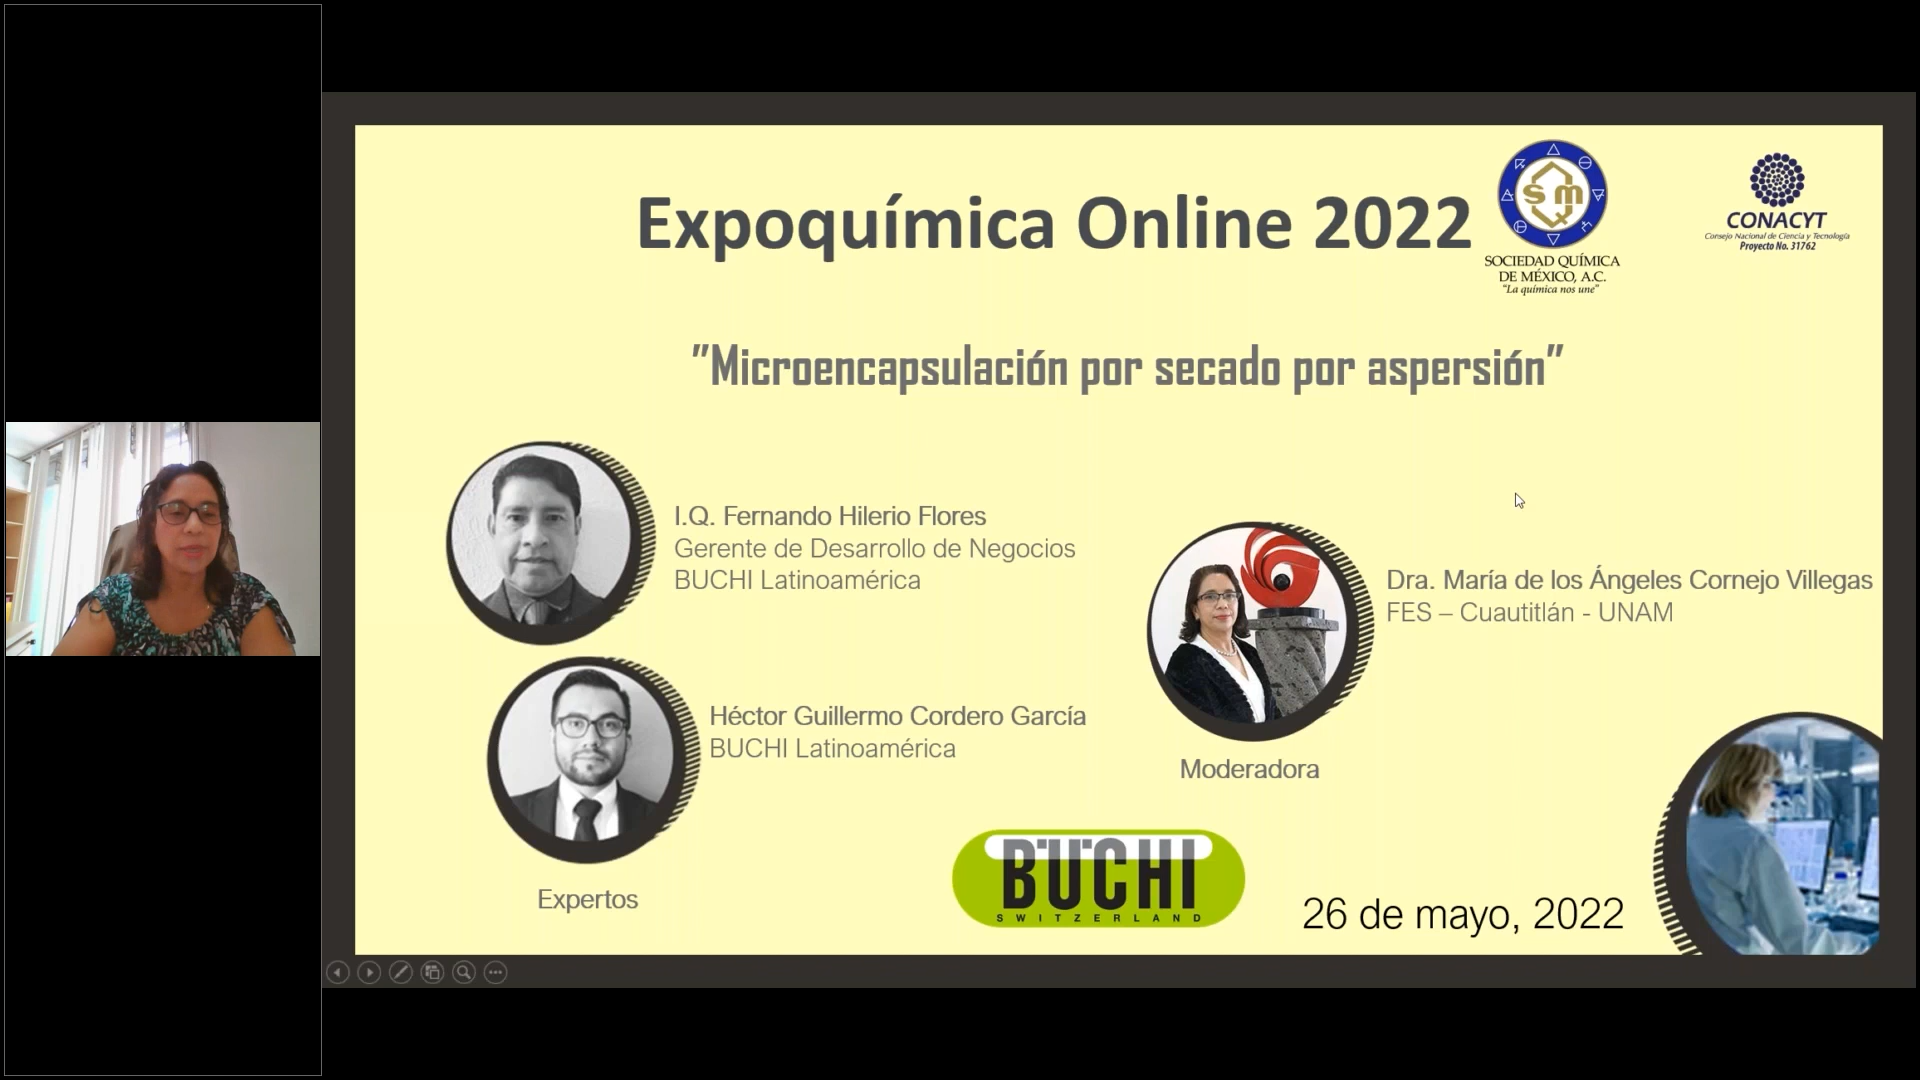 Expoquímica Online 2022
SMQ
SOCIEDAD QUÍMICA
DE MÉXICO, A.C.
"La química nos une"
CONACYT
Consejo Nacional de Ciencia y Tecnología
Proyecto No. 31762
"Microencapsulación por secado por aspersión"
I.Q. Fernando Hilerio Flores
Gerente de Desarrollo de Negocios
BUCHI Latinoamérica
Dra. María de los Ángeles Cornejo Villegas
FES – Cuautitlán - UNAM
Héctor Guillermo Cordero García
BUCHI Latinoamérica
Moderadora
Expertos
BÜCHI
SWITZERLAND
26 de mayo, 2022